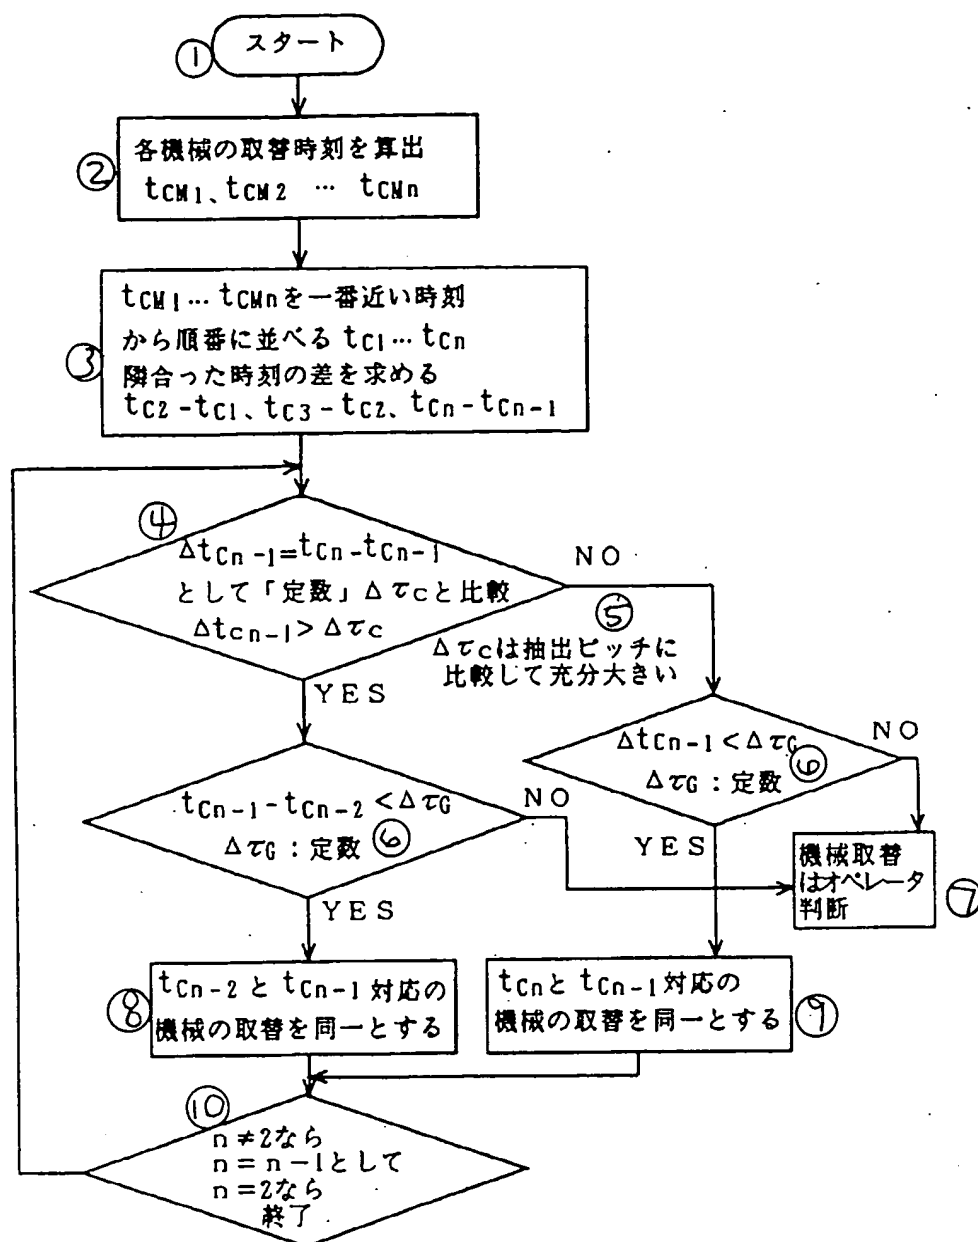 ① スタート
② 各機械の取替時刻を算出
tCM1、tCM2 … tCMn
tCM1…tCMnを一番近い時刻
から順番に並べる tC1…tCn
③ 隣合った時刻の差を求める
tC2-tC1、tC3-tC2、tCn-tCn-1
④
ΔtCn-1=tCn-tCn-1
として「定数」Δτcと比較
Δtcn-1>Δτc
NO
⑤
Δτcは抽出ピッチに
比較して充分大きい
YES
ΔtCn-1<ΔτG
ΔτG:定数 ⑥
NO
YES
tCn-1-tCn-2<ΔτG
ΔτG:定数 ⑥
NO
YES
機械取替
はオペレータ
判断
⑦
⑧ tCn-2とtCn-1対応の
機械の取替を同一とする
tCnとtCn-1対応の
機械の取替を同一とする ⑨
⑩
n≠2なら
n=n-1として
n=2なら
終了